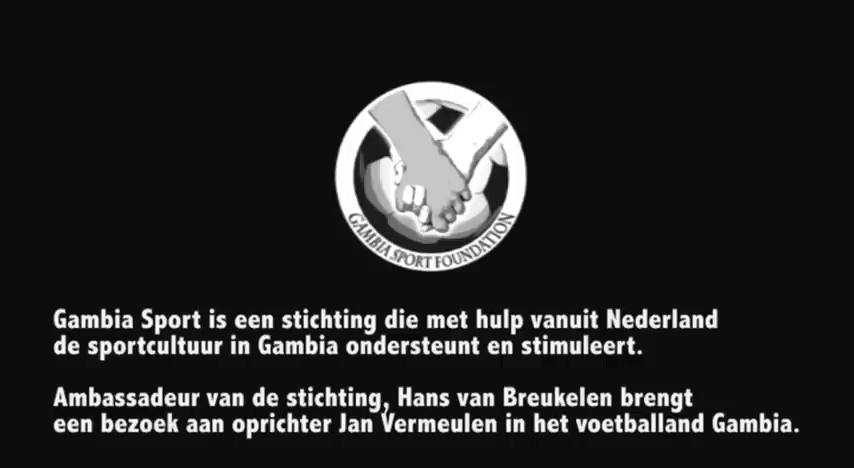 GAMBIA SPORT FOUNDATION
Gambia Sport is een stichting die met hulp vanuit Nederland
de sportcultuur in Gambia ondersteunt en stimuleert.
Ambassadeur van de stichting, Hans van Breukelen brengt
een bezoek aan oprichter Jan Vermeulen in het voetballand Gambia.